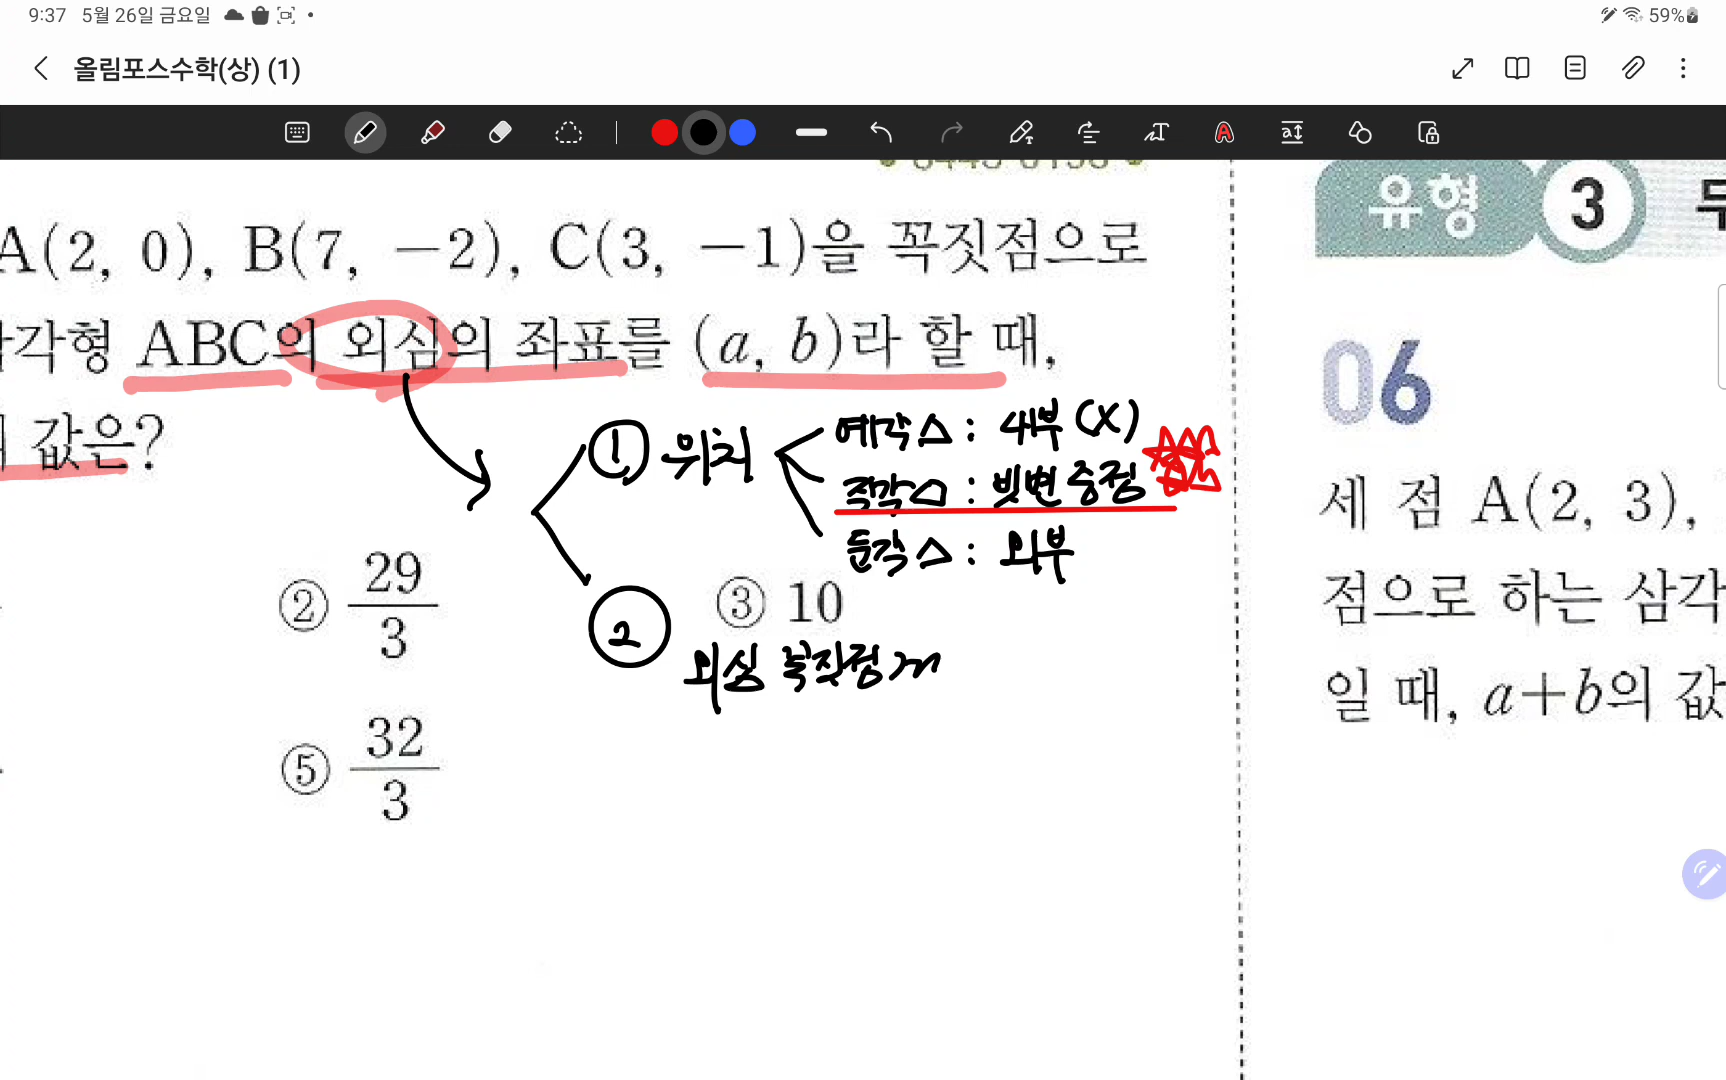 9:37 5월 26일 금요일
59%
올림포스수학(상) (1)
유형 3
A(2, 0), B(7, −2), C(3, −1)을 꼭짓점으로
각형 ABC의 외심의 좌표를 (a, b)라 할 때,
값은?
① 위치
예각△ : 내부 (X)
직각△ : 빗변 중점
둔각△ : 외부
② 29/3
③ 10
2
외심 꼭짓점
⑤ 32/3
06
세 점 A(2, 3),
점으로 하는 삼각
일 때, a+b의 값